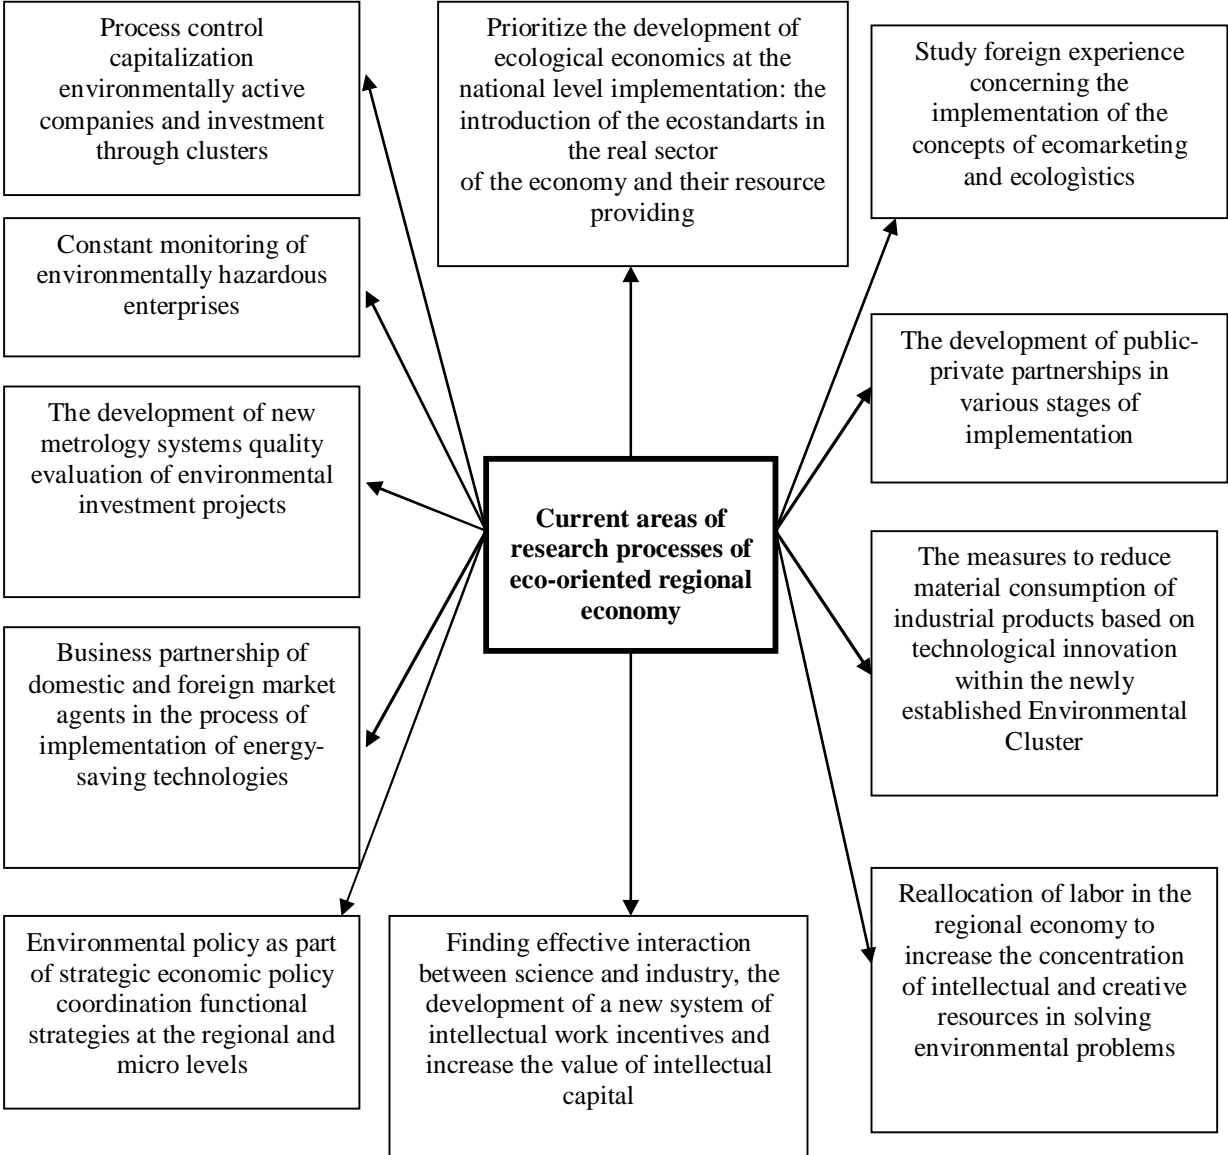 Process control
capitalization
environmentally active
companies and investment
through clusters
Prioritize the development of
ecological economics at the
national level implementation: the
introduction of the ecostandarts in
the real sector
of the economy and their resource
providing
Study foreign experience
concerning the
implementation of the
concepts of ecomarketing
and ecologìstics
Constant monitoring of
environmentally hazardous
enterprises
The development of public-
private partnerships in
various stages of
implementation
The development of new
metrology systems quality
evaluation of environmental
investment projects
Current areas of
research processes of
eco-oriented regional
economy
The measures to reduce
material consumption of
industrial products based on
technological innovation
within the newly
established Environmental
Cluster
Business partnership of
domestic and foreign market
agents in the process of
implementation of energy-
saving technologies
Environmental policy as part
of strategic economic policy
coordination functional
strategies at the regional and
micro levels
Finding effective interaction
between science and industry, the
development of a new system of
intellectual work incentives and
increase the value of intellectual
capital
Reallocation of labor in the
regional economy to
increase the concentration
of intellectual and creative
resources in solving
environmental problems